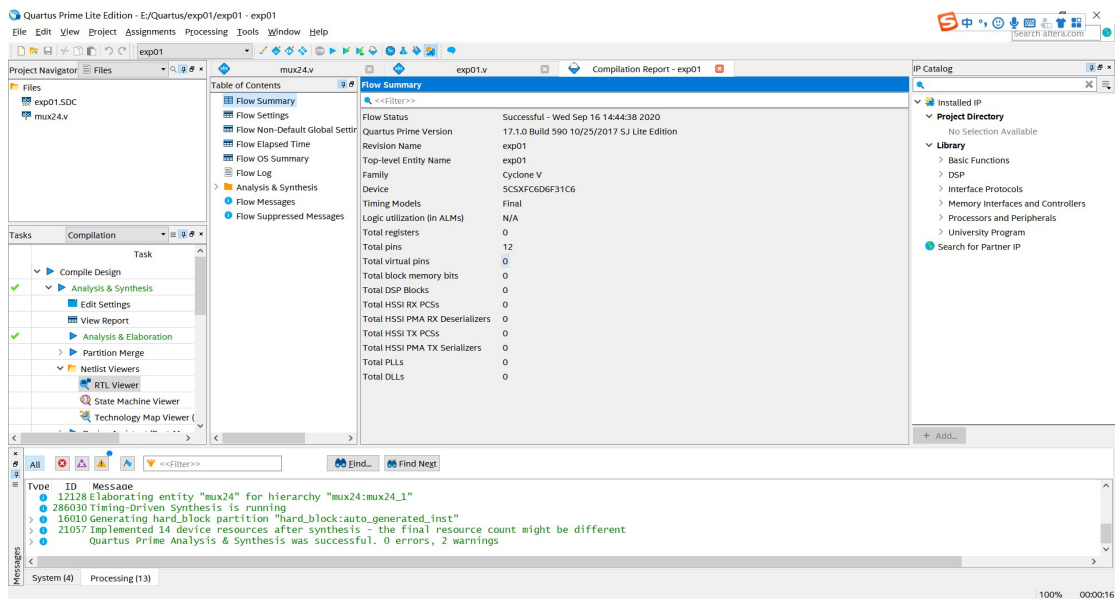 Quartus Prime Lite Edition - E:/Quartus/exp01/exp01 - exp01
File Edit View Project Assignments Processing Tools Window Help
中
Search altera.com
exp01
Project Navigator Files
Files
exp01.SDC
mux24.v
mux24.v
exp01.v
Compilation Report - exp01
Table of Contents
Flow Summary
Flow Settings
Flow Non-Default Global Settir
Flow Elapsed Time
Flow OS Summary
Flow Log
Analysis & Synthesis
Flow Messages
Flow Suppressed Messages
Flow Summary
<<Filter>>
Flow Status Successful - Wed Sep 16 14:44:38 2020
Quartus Prime Version 17.1.0 Build 590 10/25/2017 SJ Lite Edition
Revision Name exp01
Top-level Entity Name exp01
Family Cyclone V
Device 5CSXFC6D6F31C6
Timing Models Final
Logic utilization (in ALMs) N/A
Total registers 0
Total pins 12
Total virtual pins 0
Total block memory bits 0
Total DSP Blocks 0
Total HSSI RX PCSs 0
Total HSSI PMA RX Deserializers 0
Total HSSI TX PCSs 0
Total HSSI PMA TX Serializers 0
Total PLLs 0
Total DLLs 0
IP Catalog
Installed IP
Project Directory
No Selection Available
Library
Basic Functions
DSP
Interface Protocols
Memory Interfaces and Controllers
Processors and Peripherals
University Program
Search for Partner IP
+ Add...
Tasks Compilation
Task
Compile Design
Analysis & Synthesis
Edit Settings
View Report
Analysis & Elaboration
Partition Merge
Netlist Viewers
RTL Viewer
State Machine Viewer
Technology Map Viewer (
All
<<Filter>>
Find...
Find Next
Type ID Message
12128 Elaborating entity "mux24" for hierarchy "mux24:mux24_1"
286030 Timing-Driven Synthesis is running
16010 Generating hard_block partition "hard_block:auto_generated_inst"
21057 Implemented 14 device resources after synthesis - the final resource count might be different
Quartus Prime Analysis & Synthesis was successful. 0 errors, 2 warnings
Messages
System (4) Processing (13)
100% 00:00:16